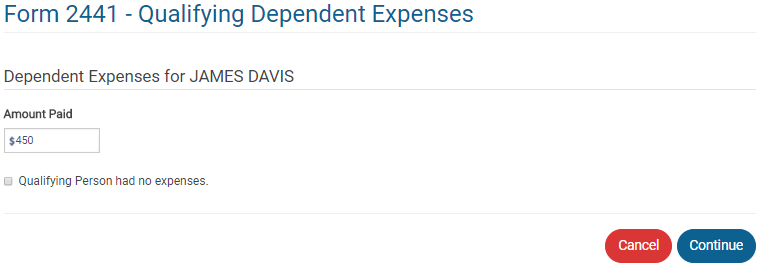 Form 2441 - Qualifying Dependent Expenses
Dependent Expenses for JAMES DAVIS
Amount Paid
$450
Qualifying Person had no expenses.
Cancel Continue